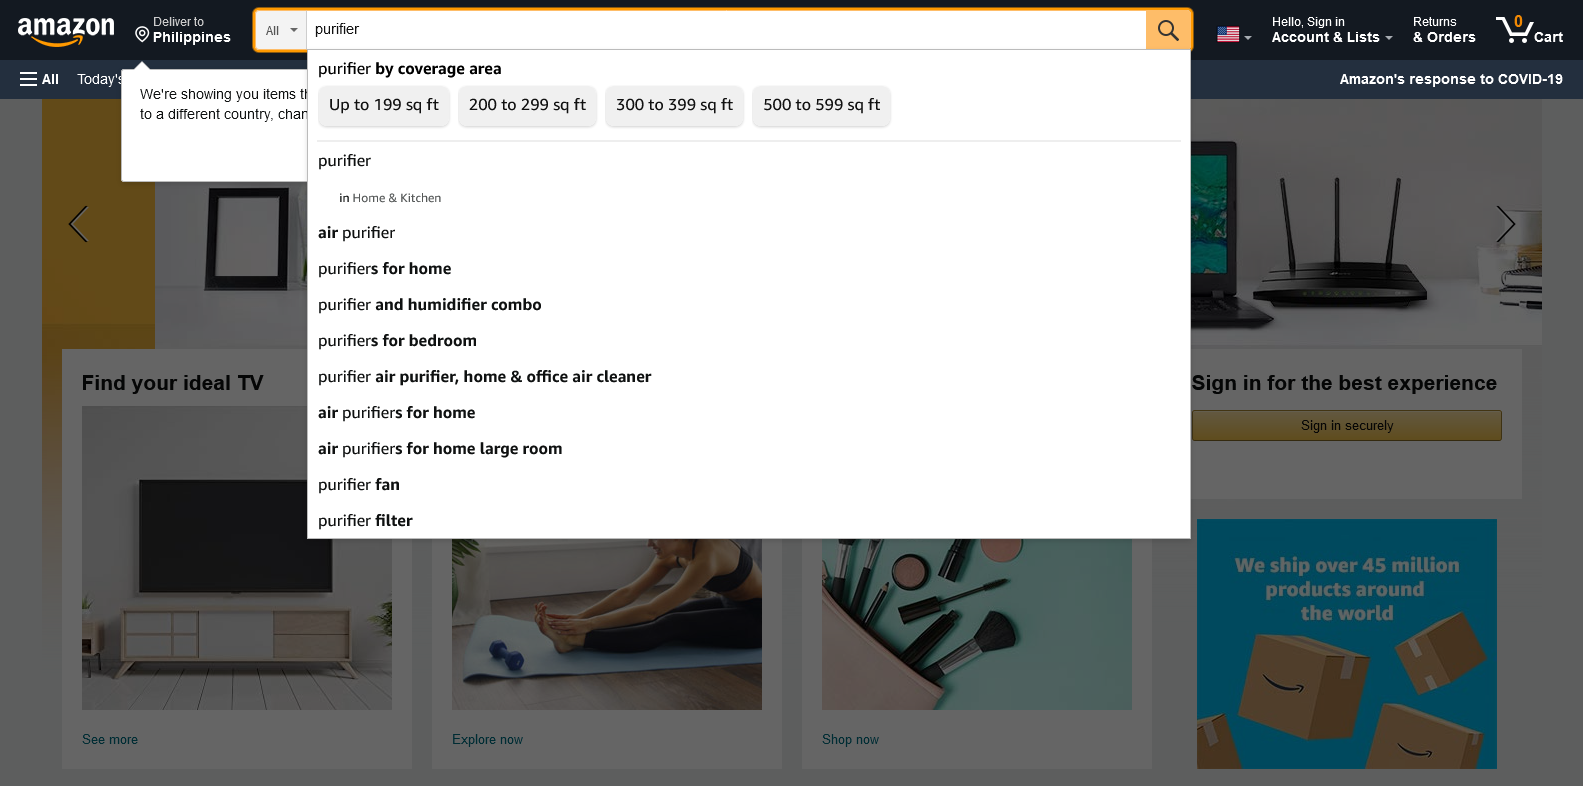 amazon
Deliver to
Philippines
All
purifier
Hello, Sign in
Account & Lists
Returns
& Orders
0
Cart
All
Today's
Amazon's response to COVID-19
We're showing you items th
to a different country, chan
purifier by coverage area
Up to 199 sq ft
200 to 299 sq ft
300 to 399 sq ft
500 to 599 sq ft
purifier
in Home & Kitchen
air purifier
purifiers for home
purifier and humidifier combo
purifiers for bedroom
purifier air purifier, home & office air cleaner
air purifiers for home
air purifiers for home large room
purifier fan
purifier filter
Find your ideal TV
Sign in for the best experience
Sign in securely
We ship over 45 million
products around
the world
See more
Explore now
Shop now